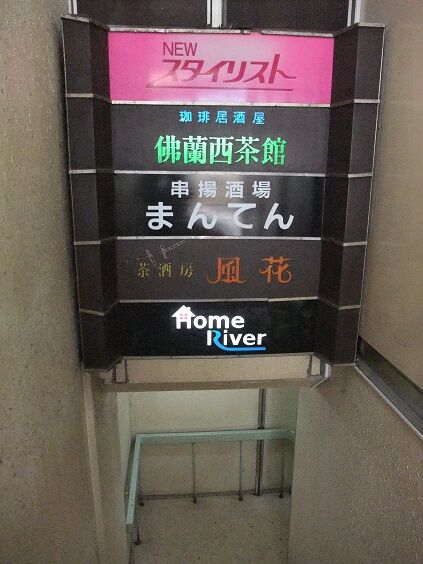 NEW
スタイリスト
珈琲居酒屋
佛蘭西茶館
串揚酒場
まんてん
茶酒房 風花
Home
River